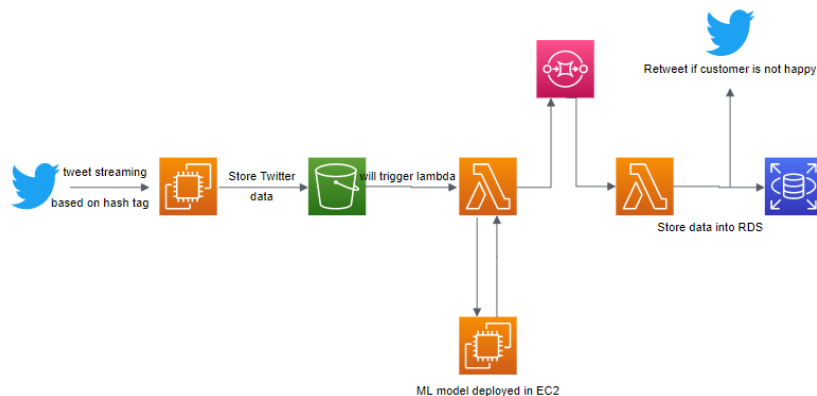 Retweet if customer is not happy
tweet streaming
based on hash tag
Store Twitter
data
will trigger lambda
Store data into RDS
ML model deployed in EC2